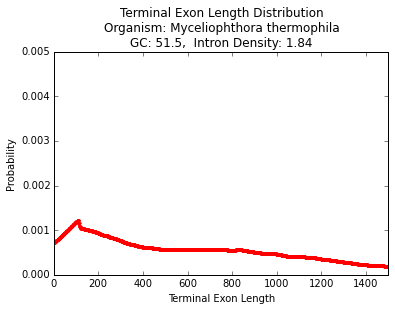 Terminal Exon Length Distribution
Organism: Myceliophthora thermophila
GC: 51.5,  Intron Density: 1.84
0.005
0.004
0.003
0.002
0.001
0.000
Probability
0 200 400 600 800 1000 1200 1400
Terminal Exon Length